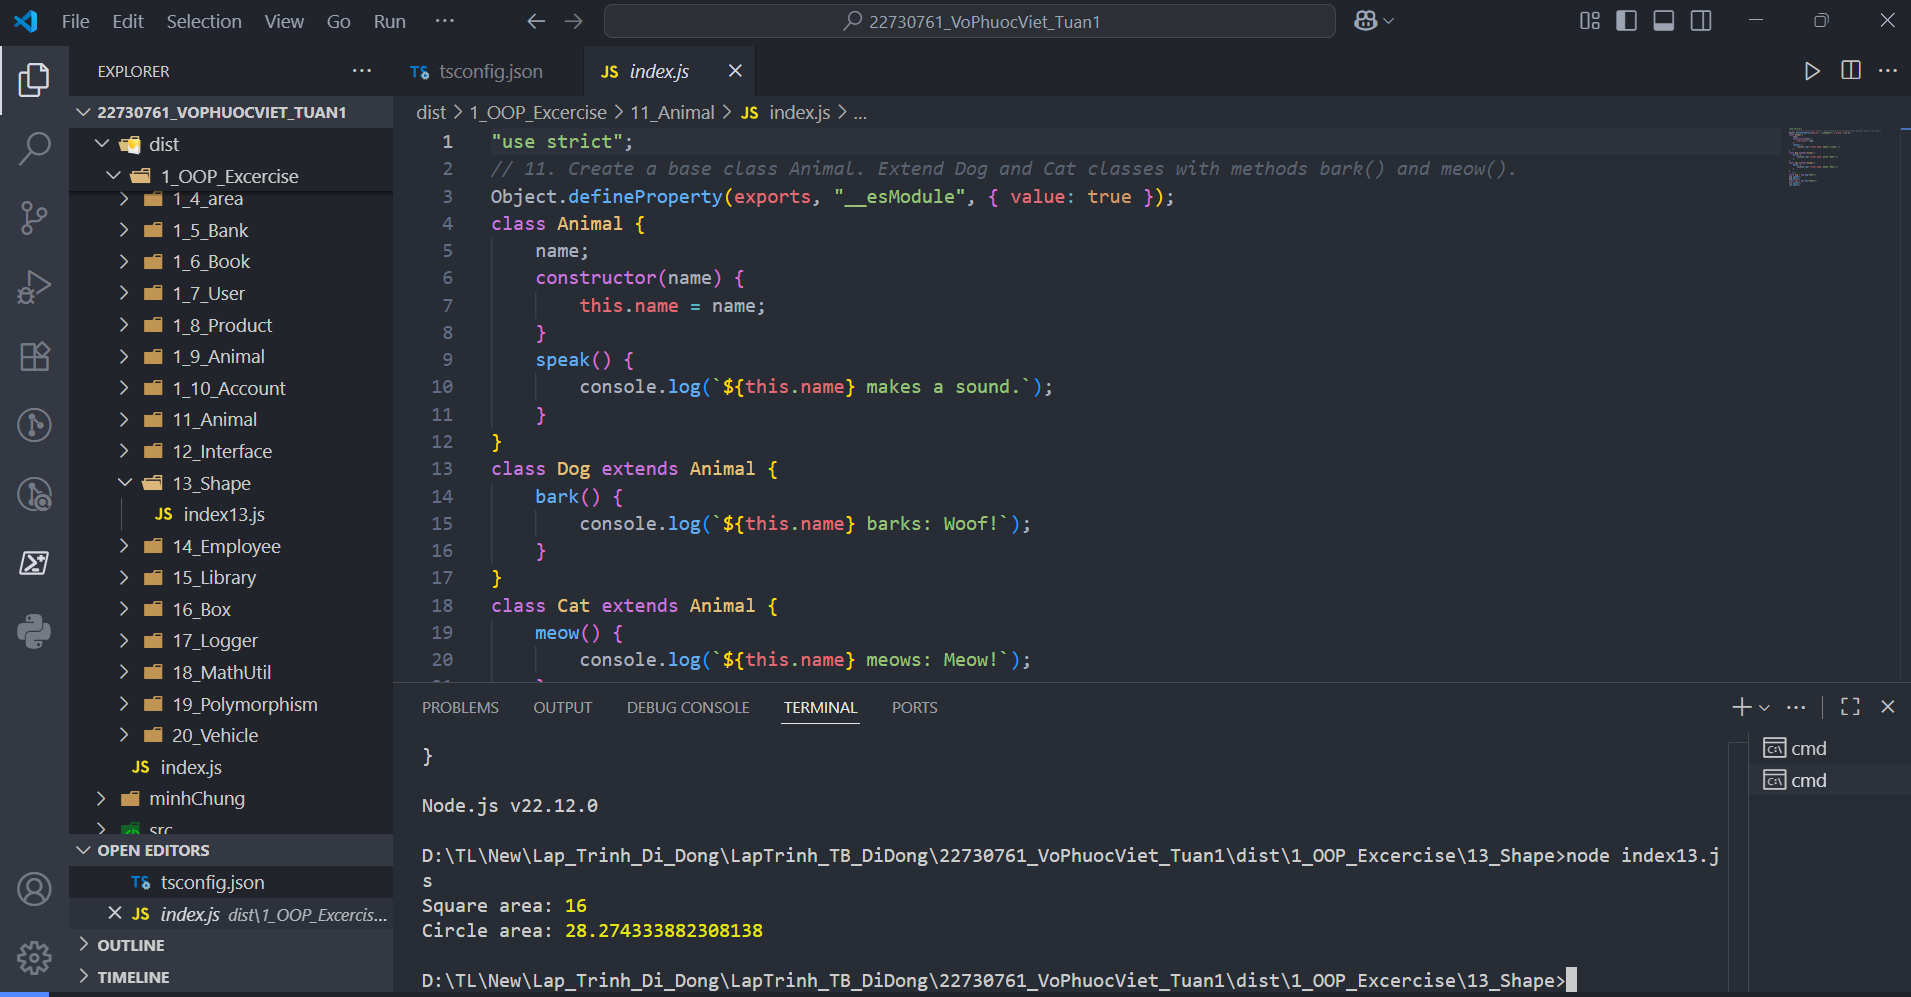 File Edit Selection View Go Run ···
22730761_VoPhuocViet_Tuan1
EXPLORER
22730761_VOPHUOCVIET_TUAN1
dist
1_OOP_Excercise
1_4_area
1_5_Bank
1_6_Book
1_7_User
1_8_Product
1_9_Animal
1_10_Account
11_Animal
12_Interface
13_Shape
JS index13.js
14_Employee
15_Library
16_Box
17_Logger
18_MathUtil
19_Polymorphism
20_Vehicle
JS index.js
minhChung
src
OPEN EDITORS
TS tsconfig.json
JS index.js dist\1_OOP_Excercis...
OUTLINE
TIMELINE
TS tsconfig.json
JS index.js
dist > 1_OOP_Excercise > 11_Animal > JS index.js > ...
1 "use strict";
2 // 11. Create a base class Animal. Extend Dog and Cat classes with methods bark() and meow().
3 Object.defineProperty(exports, "__esModule", { value: true });
4 class Animal {
5 name;
6 constructor(name) {
7 this.name = name;
8 }
9 speak() {
10 console.log(`${this.name} makes a sound.`);
11 }
12 }
13 class Dog extends Animal {
14 bark() {
15 console.log(`${this.name} barks: Woof!`);
16 }
17 }
18 class Cat extends Animal {
19 meow() {
20 console.log(`${this.name} meows: Meow!`);
PROBLEMS OUTPUT DEBUG CONSOLE TERMINAL PORTS
}
Node.js v22.12.0
D:\TL\New\Lap_Trinh_Di_Dong\LapTrinh_TB_DiDong\22730761_VoPhuocViet_Tuan1\dist\1_OOP_Excercise\13_Shape>node index13.j
s
Square area: 16
Circle area: 28.274333882308138
D:\TL\New\Lap_Trinh_Di_Dong\LapTrinh_TB_DiDong\22730761_VoPhuocViet_Tuan1\dist\1_OOP_Excercise\13_Shape>
cmd
cmd